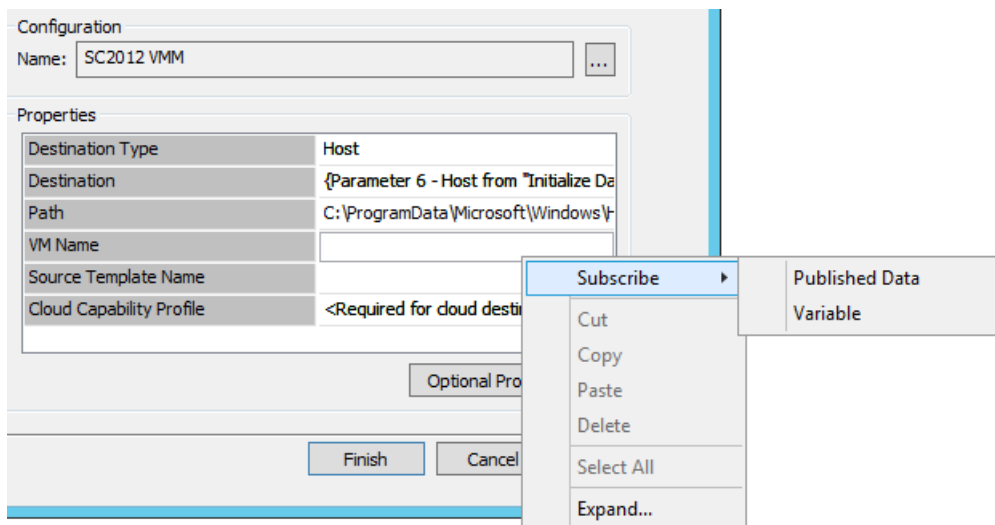 Configuration
Name: SC2012 VMM ...
Properties
Destination Type Host
Destination {Parameter 6 - Host from "Initialize Da
Path C:\ProgramData\Microsoft\Windows\H
VM Name
Source Template Name
Cloud Capability Profile <Required for cloud desti
Optional Pro
Finish Cancel
Subscribe
Cut
Copy
Paste
Delete
Select All
Expand...
Published Data
Variable